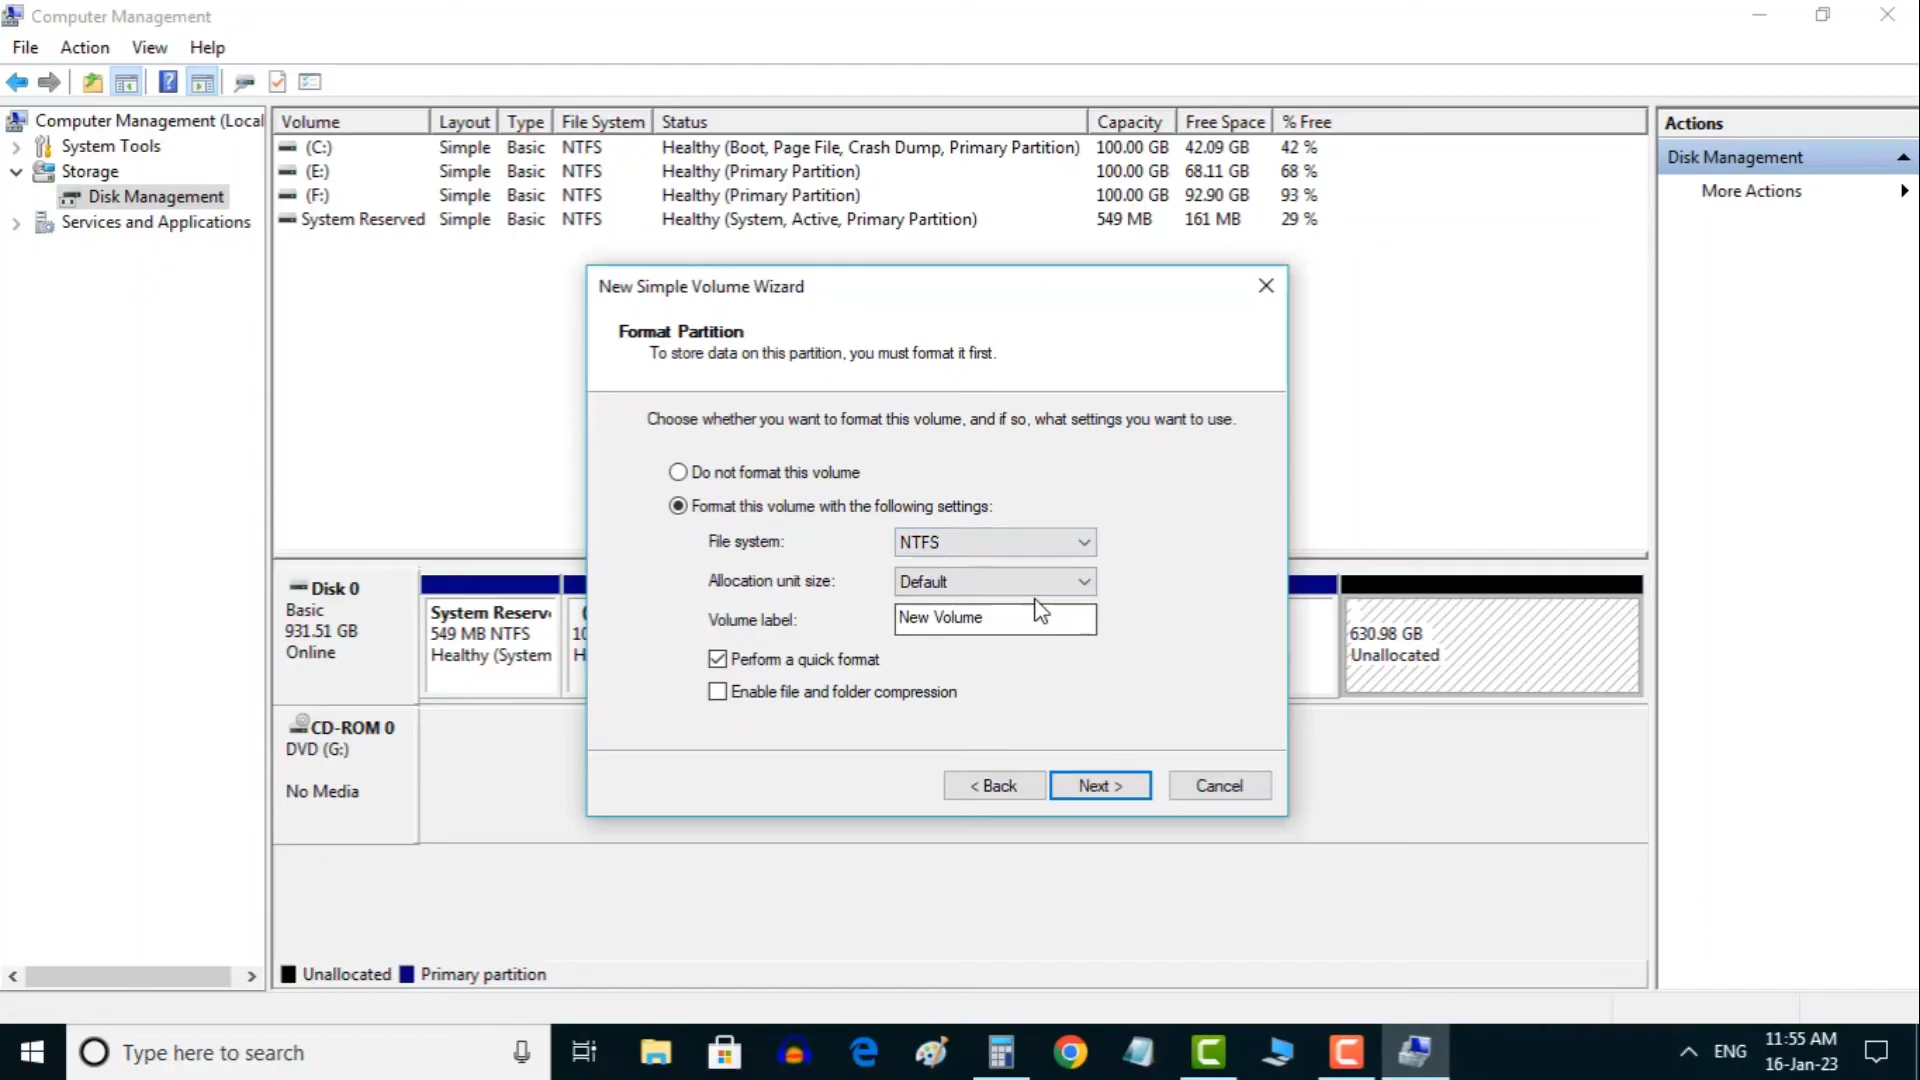 Computer Management
File Action View Help
Computer Management (Local
System Tools
Storage
Disk Management
Services and Applications
Volume Layout Type File System Status Capacity Free Space % Free
(C:) Simple Basic NTFS Healthy (Boot, Page File, Crash Dump, Primary Partition) 100.00 GB 42.09 GB 42 %
(E:) Simple Basic NTFS Healthy (Primary Partition) 100.00 GB 68.11 GB 68 %
(F:) Simple Basic NTFS Healthy (Primary Partition) 100.00 GB 92.90 GB 93 %
System Reserved Simple Basic NTFS Healthy (System, Active, Primary Partition) 549 MB 161 MB 29 %
Actions
Disk Management
More Actions
New Simple Volume Wizard
Format Partition
To store data on this partition, you must format it first.
Choose whether you want to format this volume, and if so, what settings you want to use.
Do not format this volume
Format this volume with the following settings:
File system: NTFS
Allocation unit size: Default
Volume label: New Volume
Perform a quick format
Enable file and folder compression
< Back Next > Cancel
Disk 0
Basic
931.51 GB
Online
System Reserv
549 MB NTFS
Healthy (System
630.98 GB
Unallocated
CD-ROM 0
DVD (G:)
No Media
Unallocated Primary partition
Type here to search
ENG
11:55 AM
16-Jan-23